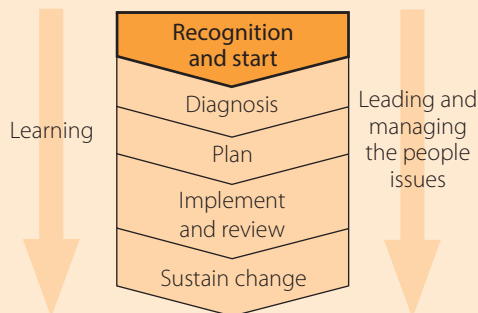 Recognition
and start
Diagnosis
Plan
Implement
and review
Sustain change
Learning
Leading and
managing
the people
issues